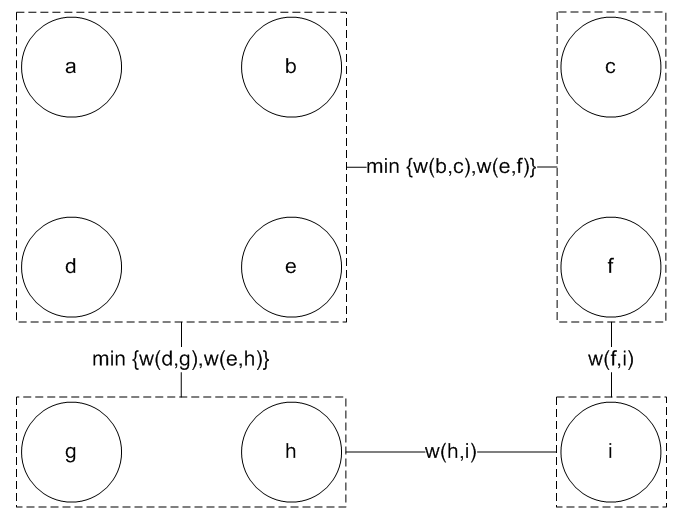 a
b
c
min {w(b,c),w(e,f)}
d
e
f
min {w(d,g),w(e,h)}
w(f,i)
g
h
w(h,i)
i